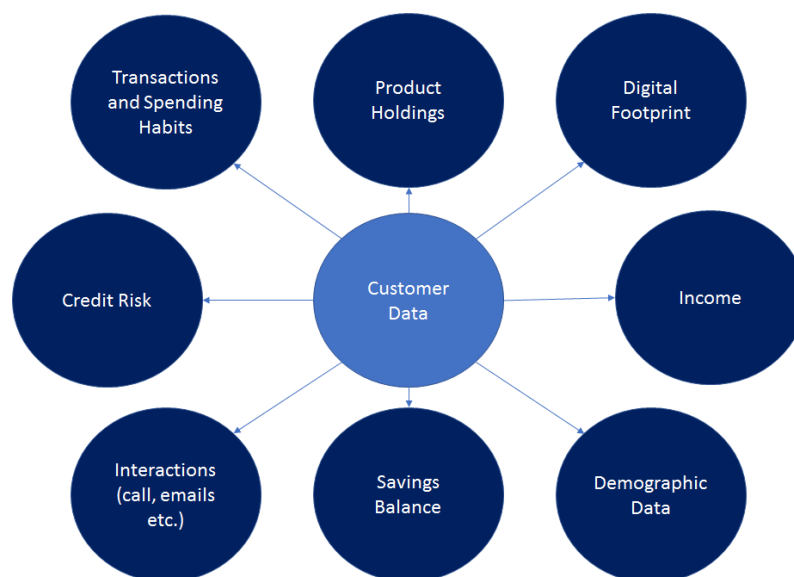 Transactions
and Spending
Habits
Product
Holdings
Digital
Footprint
Credit Risk
Customer
Data
Income
Interactions
(call, emails
etc.)
Savings
Balance
Demographic
Data